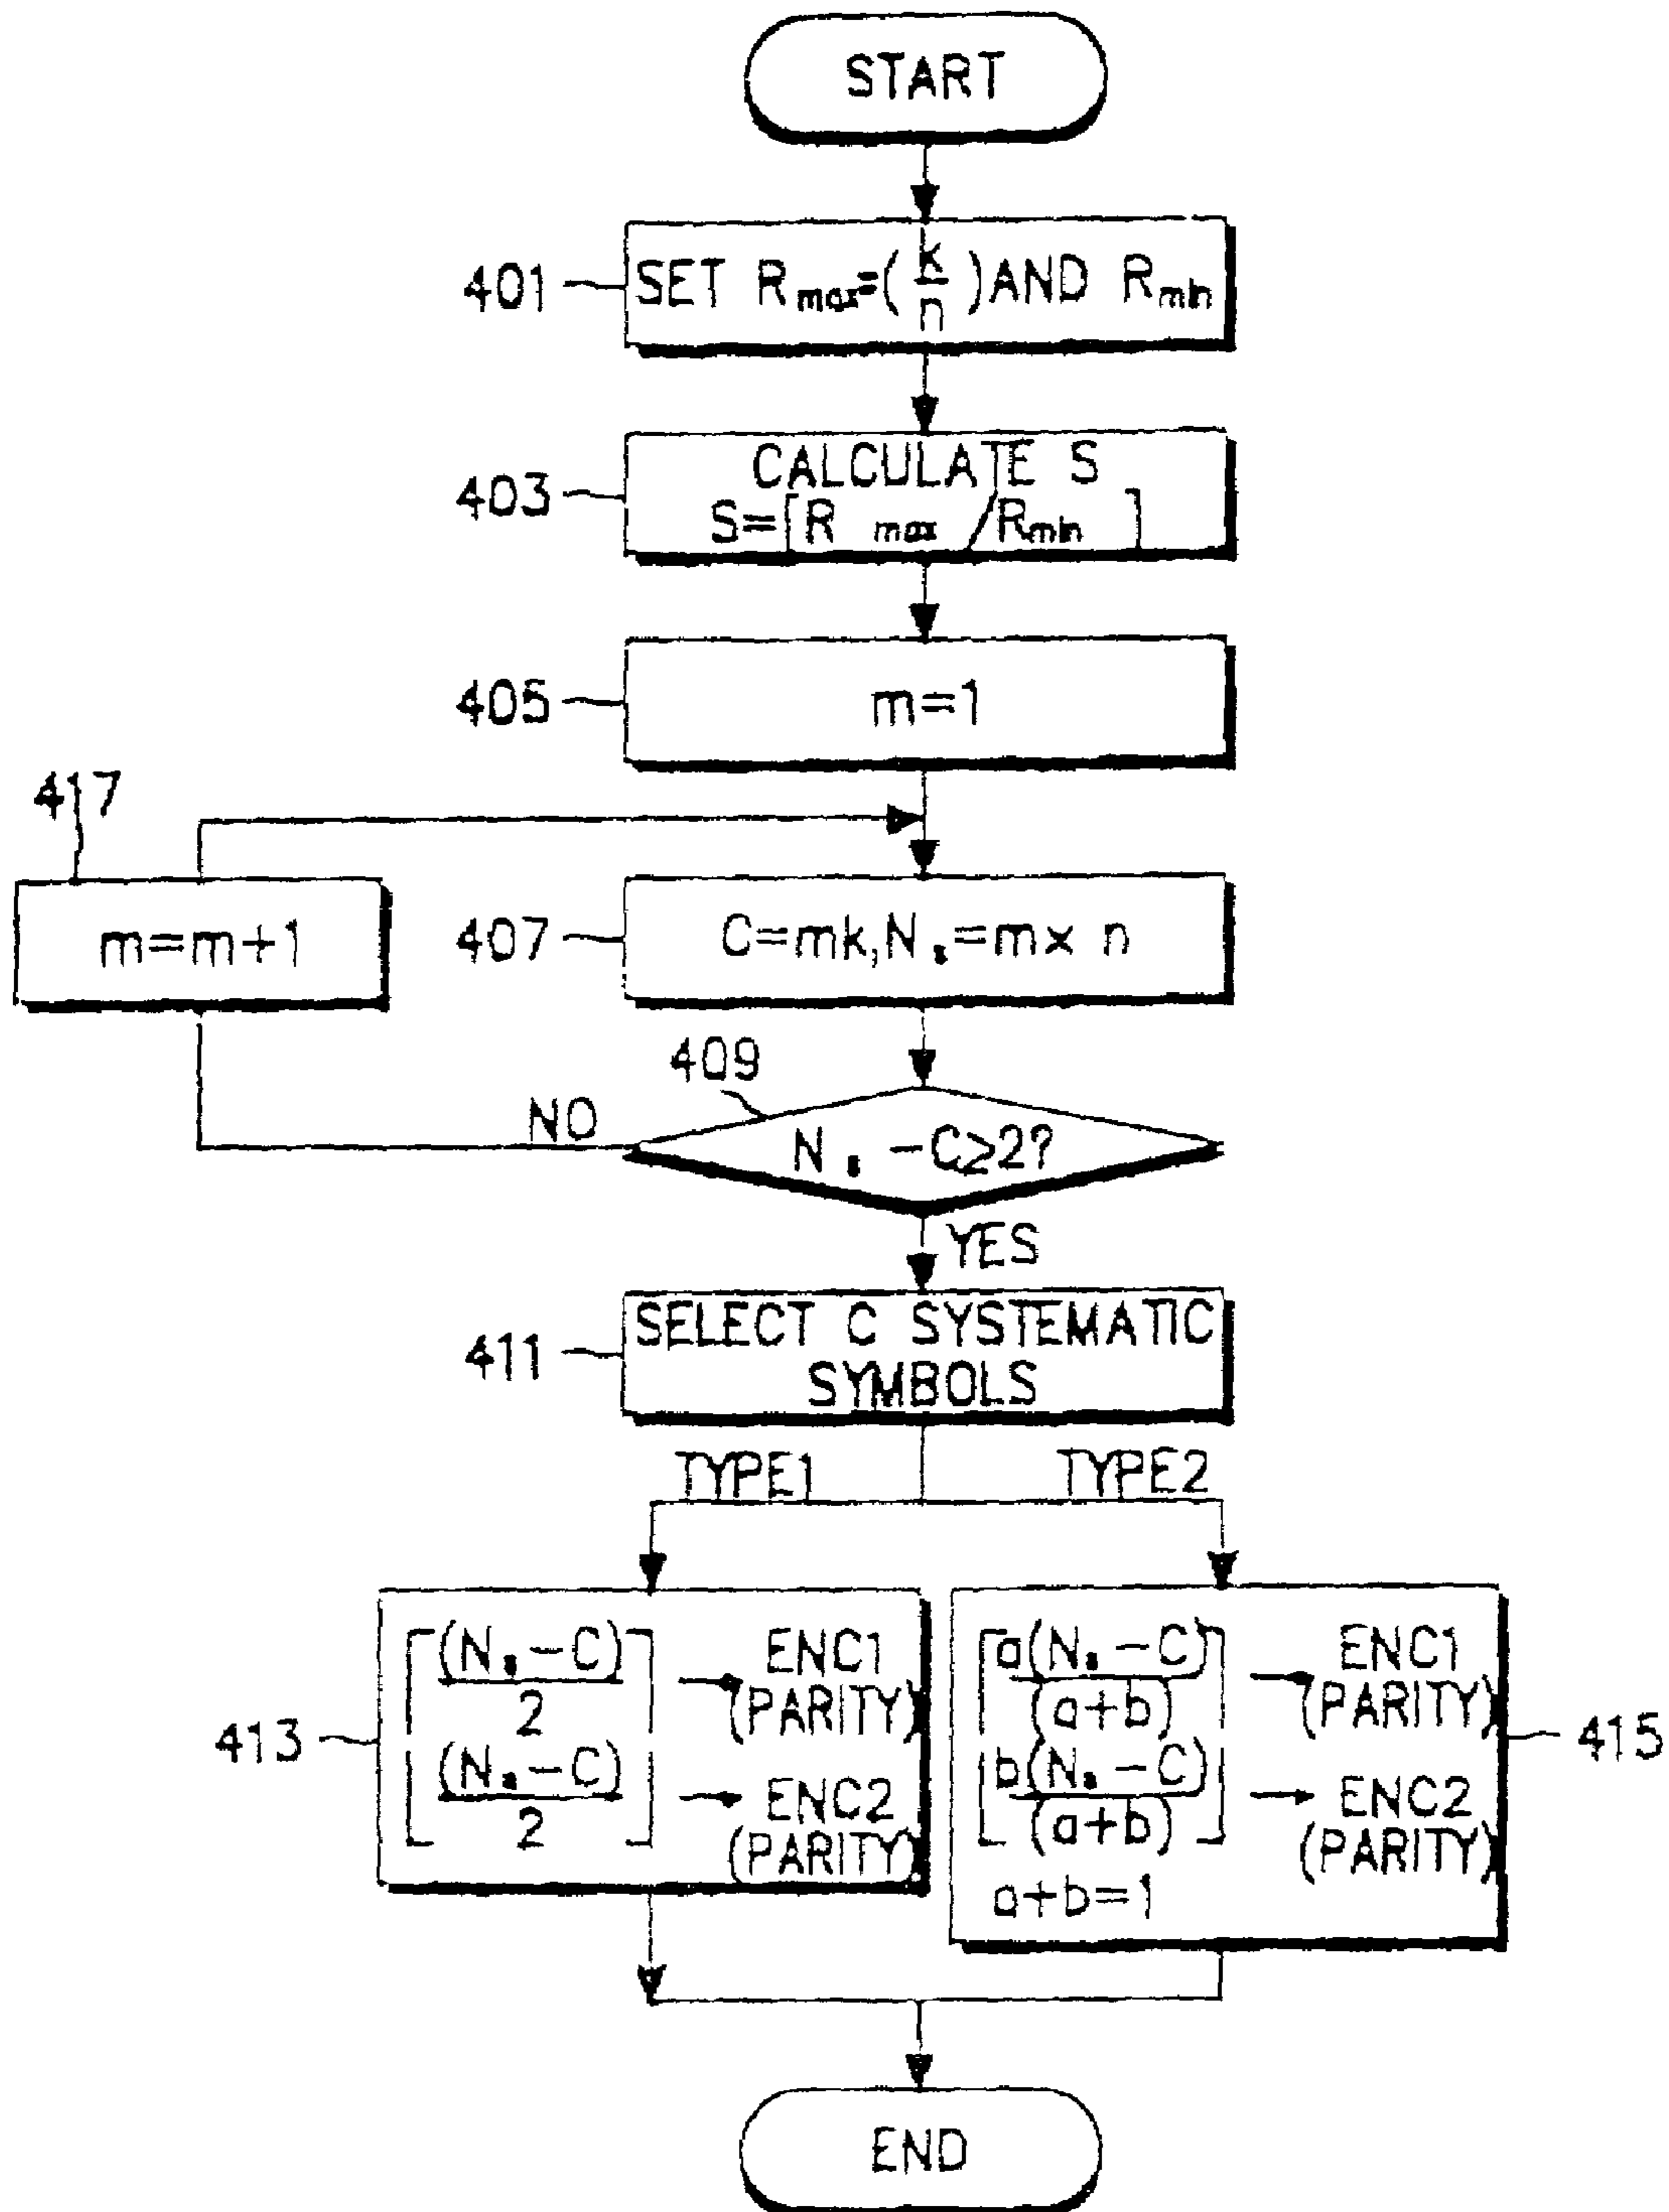 START
401
SET Rmax=(k/n)AND Rmin
403
CALCULATE S
S=[R max/Rmin]
405
m=1
417
m=m+1
407
C=mk,Ns=m× n
409
NO
Ns -C≥2?
YES
411
SELECT C SYSTEMATIC
SYMBOLS
TYPE1
TYPE2
413
(Ns-C)/2 → ENC1
(PARITY)
(Ns-C)/2 → ENC2
(PARITY)
415
a(Ns-C)/(a+b) → ENC1
(PARITY)
b(Ns-C)/(a+b) → ENC2
(PARITY)
a+b=1
END